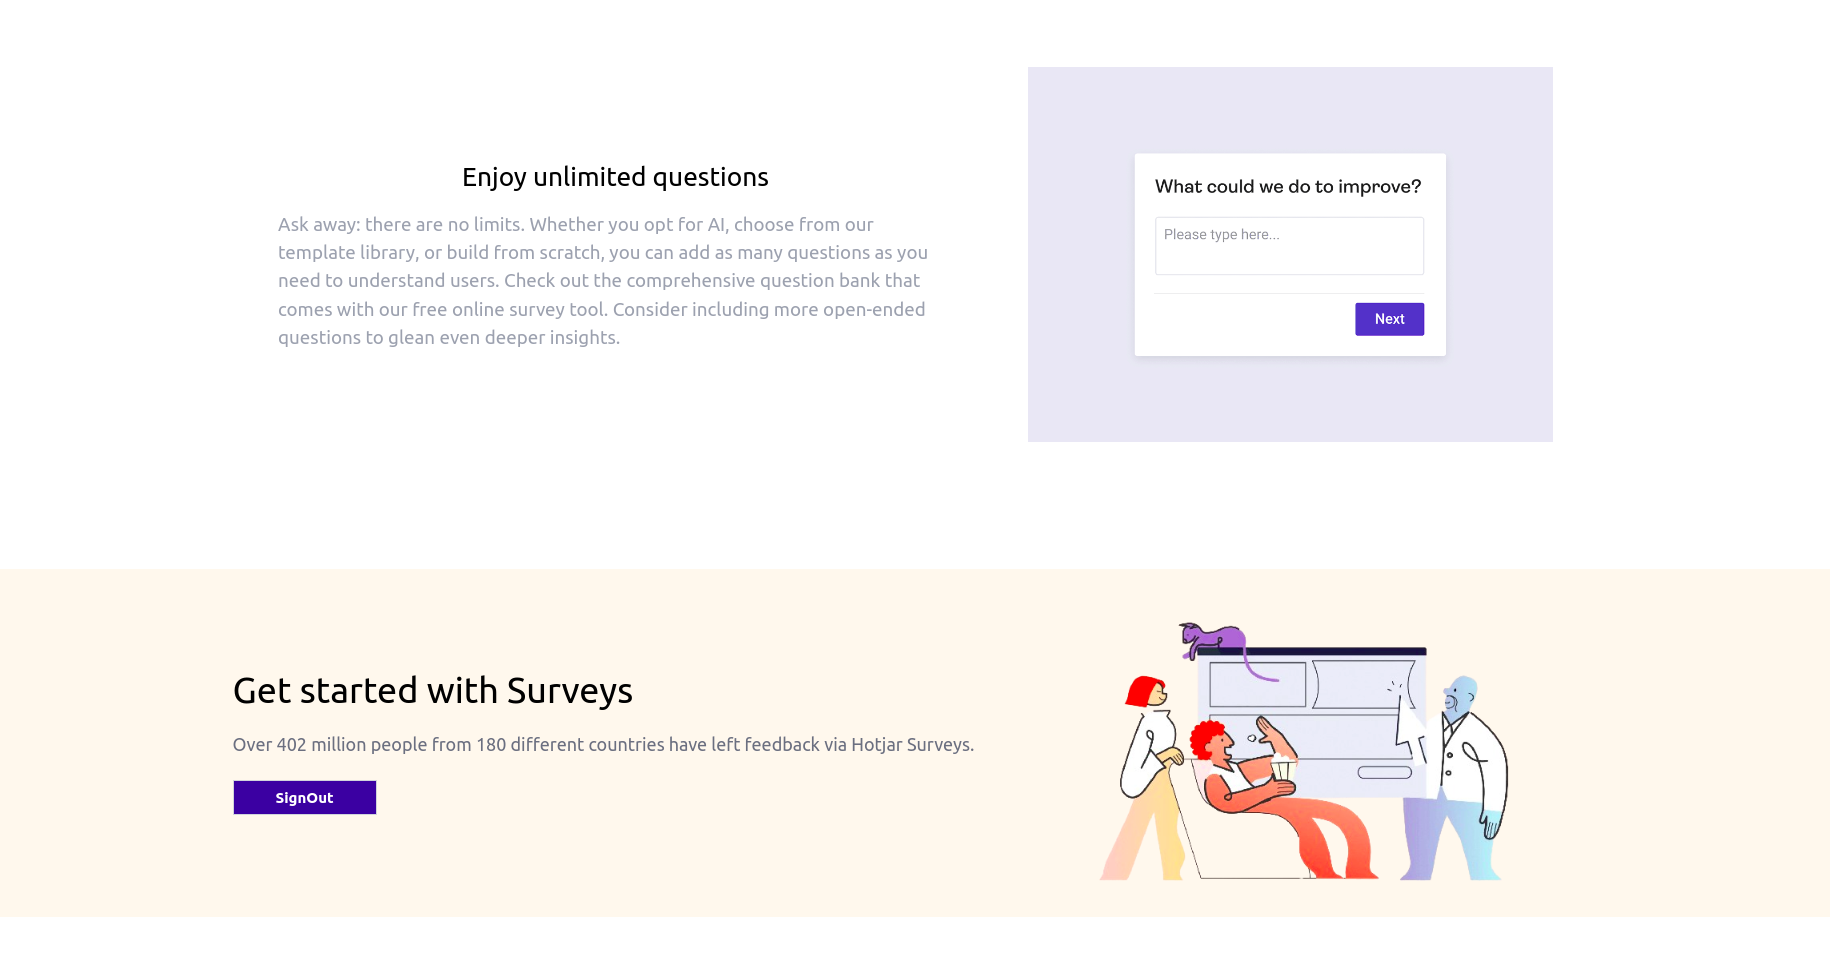 Enjoy unlimited questions
Ask away: there are no limits. Whether you opt for AI, choose from our
template library, or build from scratch, you can add as many questions as you
need to understand users. Check out the comprehensive question bank that
comes with our free online survey tool. Consider including more open-ended
questions to glean even deeper insights.
What could we do to improve?
Please type here...
Next
Get started with Surveys
Over 402 million people from 180 different countries have left feedback via Hotjar Surveys.
SignOut